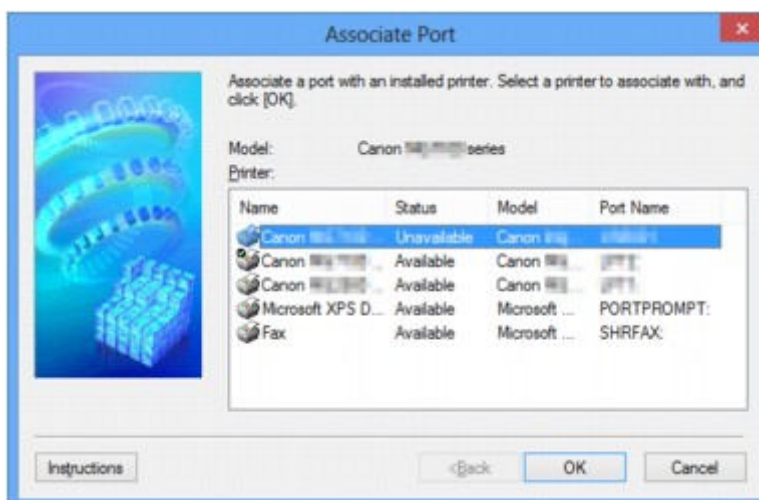 Associate Port
Associate a port with an installed printer. Select a printer to associate with, and
click [OK].
Model: Canon series
Printer:
Name Status Model Port Name
Canon ... Unavailable Canon
Canon ... Available Canon ...
Canon ... Available Canon ...
Microsoft XPS D... Available Microsoft ... PORTPROMPT:
Fax Available Microsoft ... SHRFAX:
Instructions <Back OK Cancel